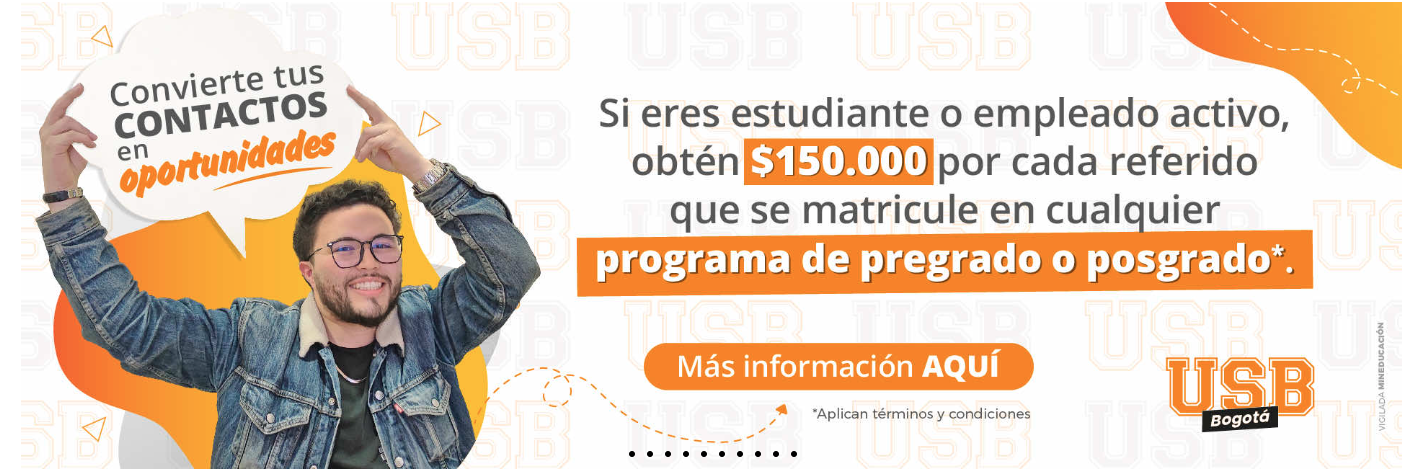 Convierte tus
CONTACTOS
en
oportunidades
Si eres estudiante o empleado activo,
obtén $150.000 por cada referido
que se matricule en cualquier
programa de pregrado o posgrado*.
Más información AQUÍ
*Aplican términos y condiciones
USB
Bogotá
VIGILADA MINEDUCACIÓN